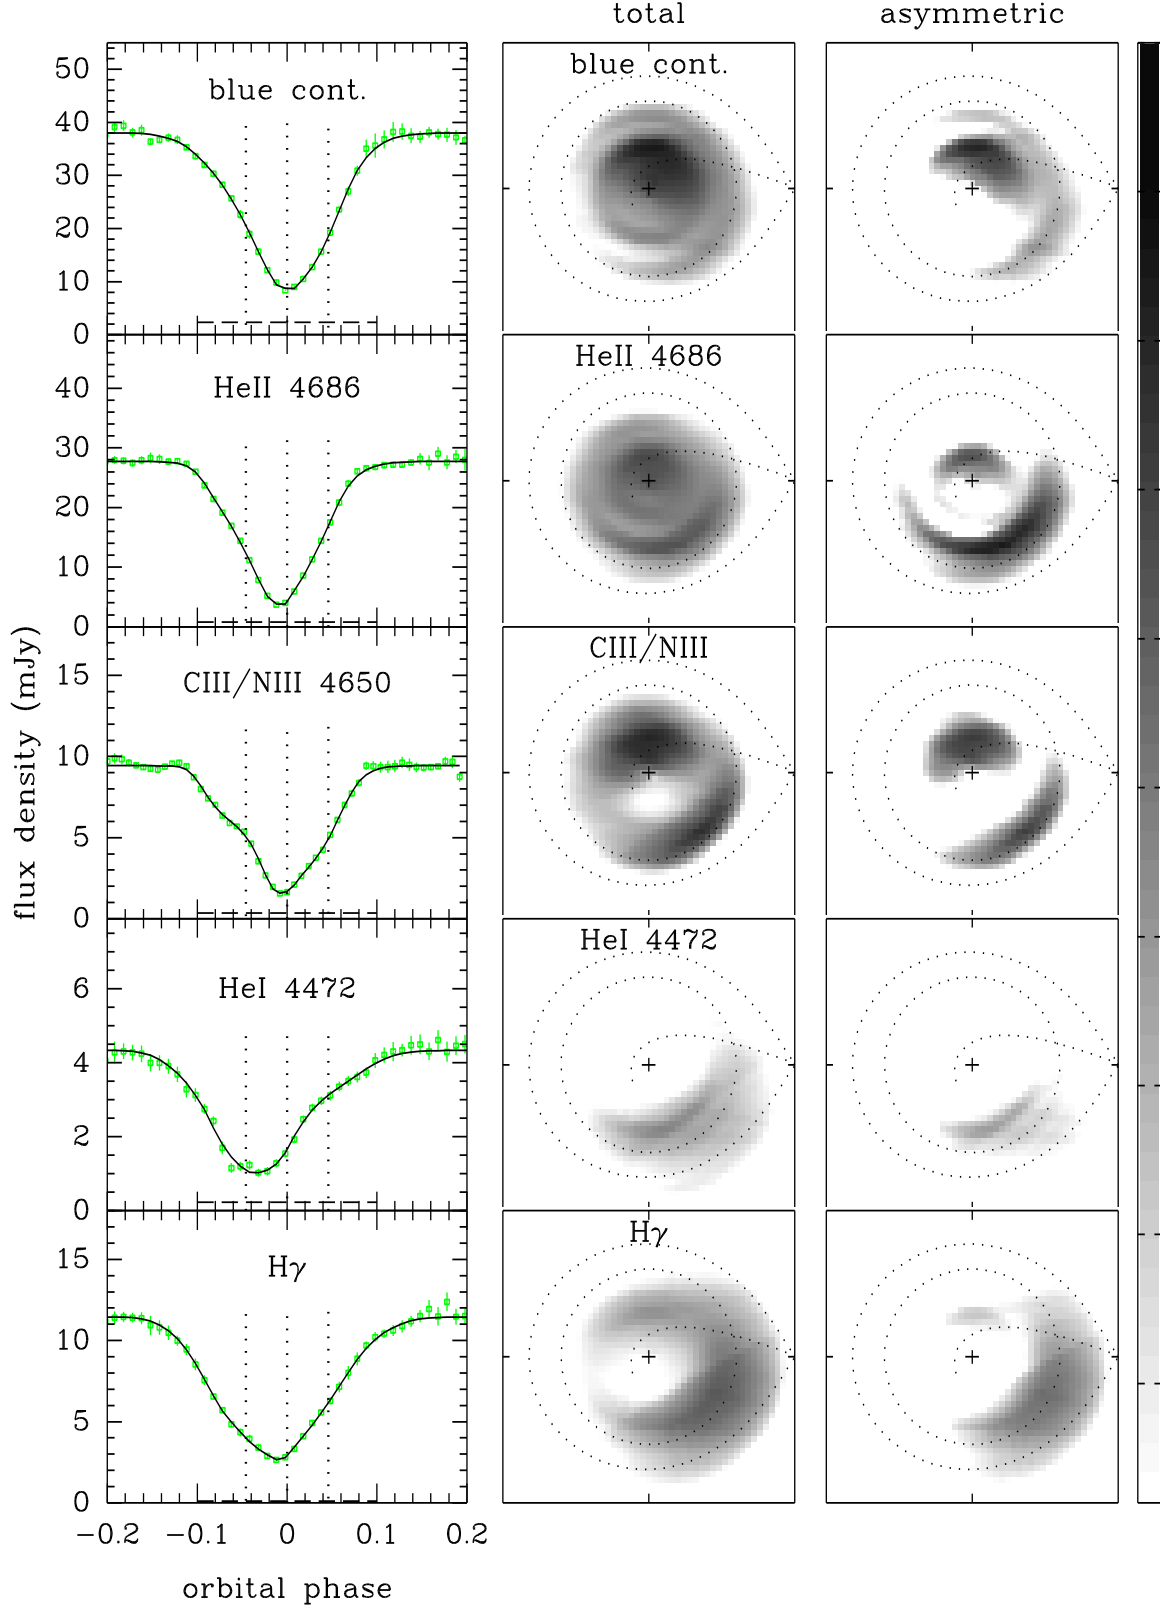 total asymmetric
50
40
30
20
10
0
blue cont.
blue cont.
40
30
20
10
0
HeII 4686
HeII 4686
15
10
5
0
CIII/NIII 4650
CIII/NIII
6
4
2
0
HeI 4472
HeI 4472
15
10
5
0
Hγ
Hγ
flux density (mJy)
−0.2 −0.1 0 0.1 0.2
orbital phase